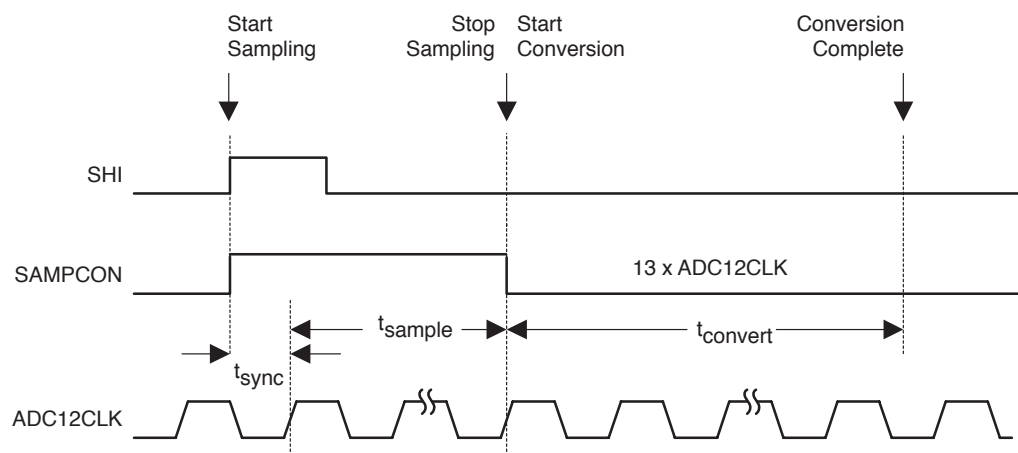 Start
Sampling
Stop
Sampling
Start
Conversion
Conversion
Complete
SHI
SAMPCON
13 x ADC12CLK
tsample
tconvert
tsync
ADC12CLK